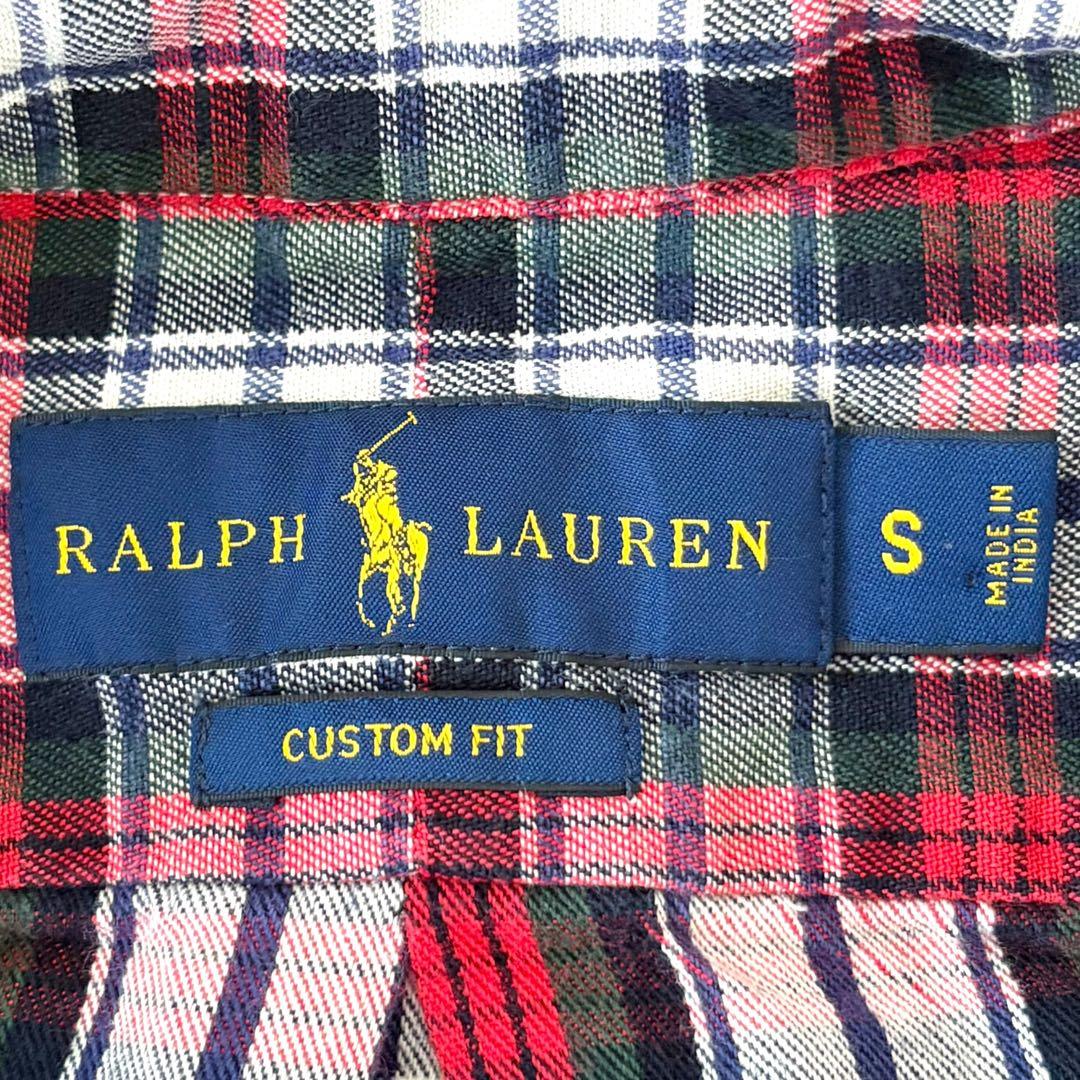 RALPH LAUREN
S
MADE IN
INDIA
CUSTOM FIT